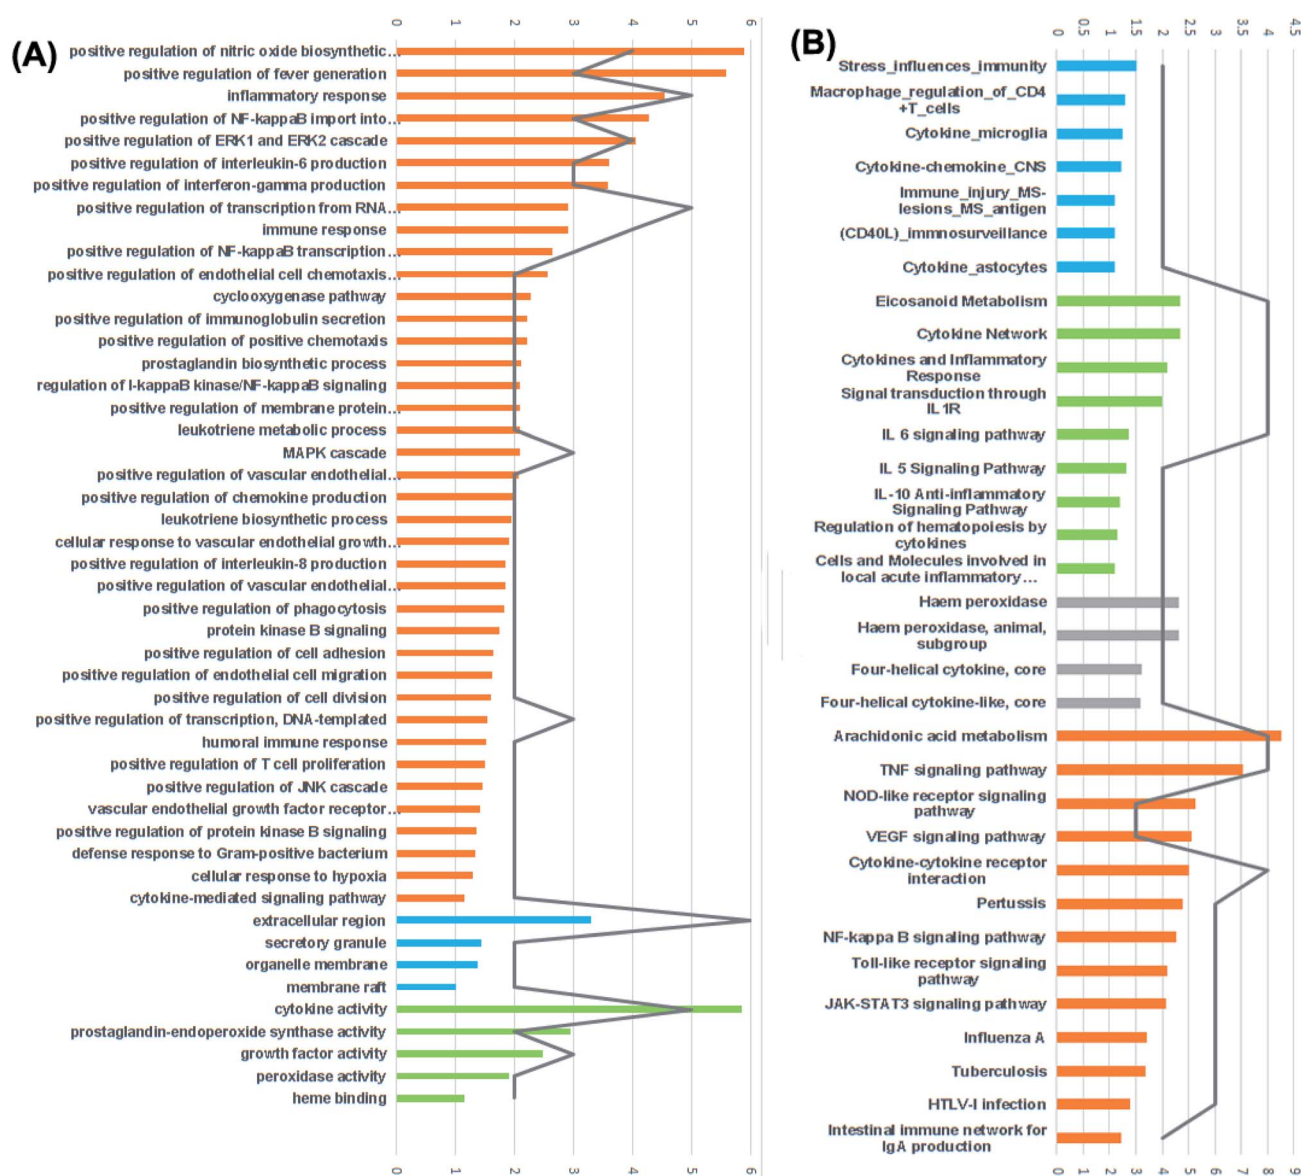 (A)
0 1 2 3 4 5 6
positive regulation of nitric oxide biosynthetic...
positive regulation of fever generation
inflammatory response
positive regulation of NF-kappaB import into...
positive regulation of ERK1 and ERK2 cascade
positive regulation of interleukin-6 production
positive regulation of interferon-gamma production
positive regulation of transcription from RNA...
immune response
positive regulation of NF-kappaB transcription...
positive regulation of endothelial cell chemotaxis...
cyclooxygenase pathway
positive regulation of immunoglobulin secretion
positive regulation of positive chemotaxis
prostaglandin biosynthetic process
regulation of I-kappaB kinase/NF-kappaB signaling
positive regulation of membrane protein...
leukotriene metabolic process
MAPK cascade
positive regulation of vascular endothelial...
positive regulation of chemokine production
leukotriene biosynthetic process
cellular response to vascular endothelial growth...
positive regulation of interleukin-8 production
positive regulation of vascular endothelial...
positive regulation of phagocytosis
protein kinase B signaling
positive regulation of cell adhesion
positive regulation of endothelial cell migration
positive regulation of cell division
positive regulation of transcription, DNA-templated
humoral immune response
positive regulation of T cell proliferation
positive regulation of JNK cascade
vascular endothelial growth factor receptor...
positive regulation of protein kinase B signaling
defense response to Gram-positive bacterium
cellular response to hypoxia
cytokine-mediated signaling pathway
extracellular region
secretory granule
organelle membrane
membrane raft
cytokine activity
prostaglandin-endoperoxide synthase activity
growth factor activity
peroxidase activity
heme binding
0 1 2 3 4 5 6
(B)
0 0.5 1 1.5 2 2.5 3 3.5 4 4.5
Stress_influences_immunity
Macrophage_regulation_of_CD4
+T_cells
Cytokine_microglia
Cytokine-chemokine_CNS
Immune_injury_MS-
lesions_MS_antigen
(CD40L)_immnosurveillance
Cytokine_astocytes
Eicosanoid Metabolism
Cytokine Network
Cytokines and Inflammatory
Response
Signal transduction through
IL1R
IL 6 signaling pathway
IL 5 Signaling Pathway
IL-10 Anti-inflammatory
Signaling Pathway
Regulation of hematopoiesis by
cytokines
Cells and Molecules involved in
local acute inflammatory...
Haem peroxidase
Haem peroxidase, animal,
subgroup
Four-helical cytokine, core
Four-helical cytokine-like, core
Arachidonic acid metabolism
TNF signaling pathway
NOD-like receptor signaling
pathway
VEGF signaling pathway
Cytokine-cytokine receptor
interaction
Pertussis
NF-kappa B signaling pathway
Toll-like receptor signaling
pathway
JAK-STAT3 signaling pathway
Influenza A
Tuberculosis
HTLV-I infection
Intestinal immune network for
IgA production
0 1 2 3 4 5 6 7 8 9